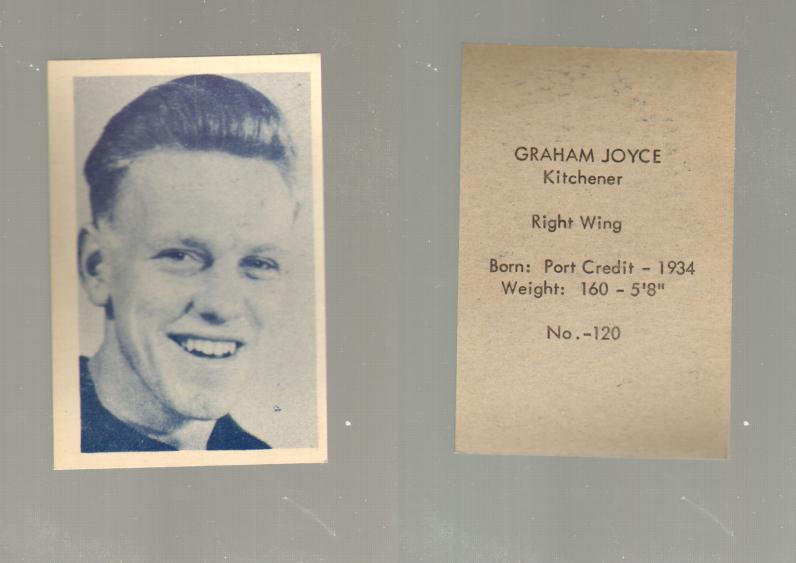 GRAHAM JOYCE
Kitchener
Right Wing
Born: Port Credit - 1934
Weight: 160 - 5'8"
No.-120